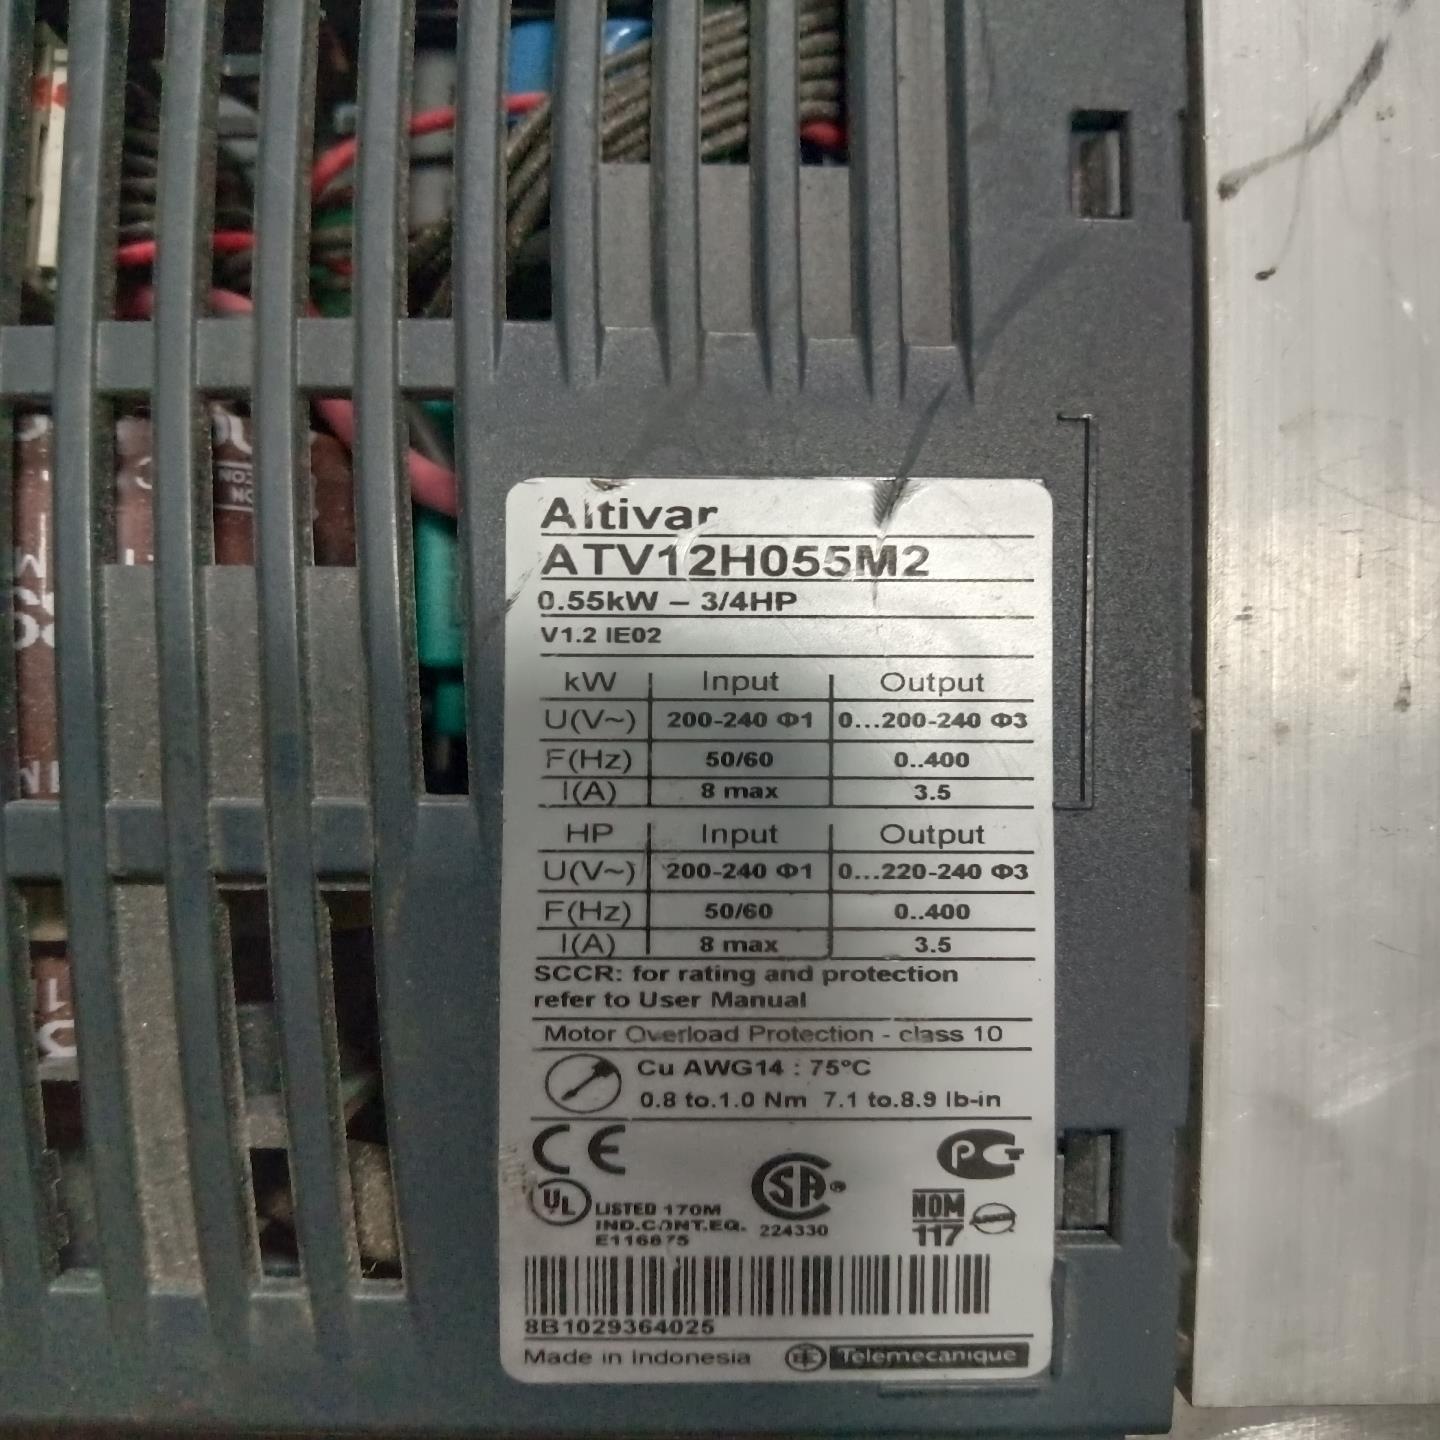 Altivar
ATV12H055M2
0.55kW – 3/4HP
V1.2 IE02
kW Input Output
U(V~) 200-240 Φ1 0...200-240 Φ3
F(Hz) 50/60 0..400
I(A) 8 max 3.5
HP Input Output
U(V~) 200-240 Φ1 0...220-240 Φ3
F(Hz) 50/60 0..400
I(A) 8 max 3.5
SCCR: for rating and protection
refer to User Manual
Motor Overload Protection - class 10
Cu AWG14 : 75°C
0.8 to.1.0 Nm 7.1 to.8.9 lb-in
CE
PCT
UL LISTED 170M
IND.CONT.EQ.
E116875
SA®
224330
NOM
117
8B1029364025
Made in Indonesia Telemecanique